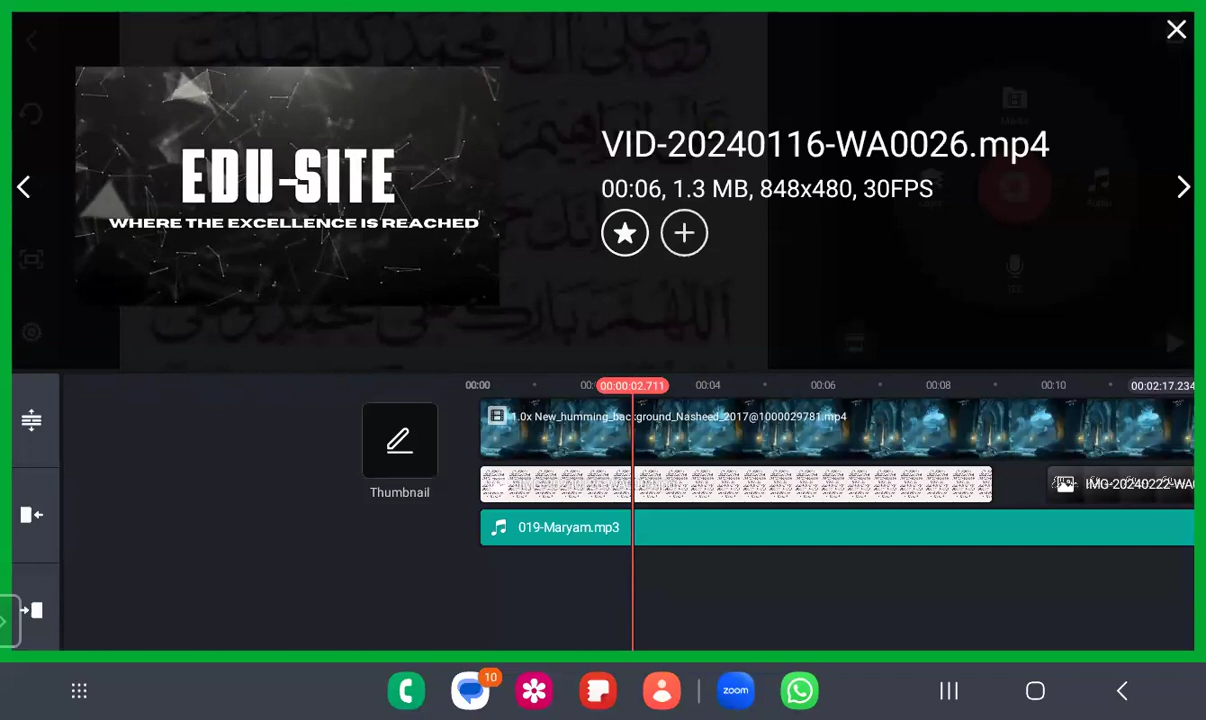 EDU-SITE
WHERE THE EXCELLENCE IS REACHED
VID-20240116-WA0026.mp4
00:06, 1.3 MB, 848x480, 30FPS
Media
Audio
00:00
00:00:02.711
00:04
00:06
00:08
00:10
00:02:17.234
1.0x New_humming_background_Nasheed_2017@1000029781.mp4
Thumbnail
IMG-20240222-WA
019-Maryam.mp3
10
zoom